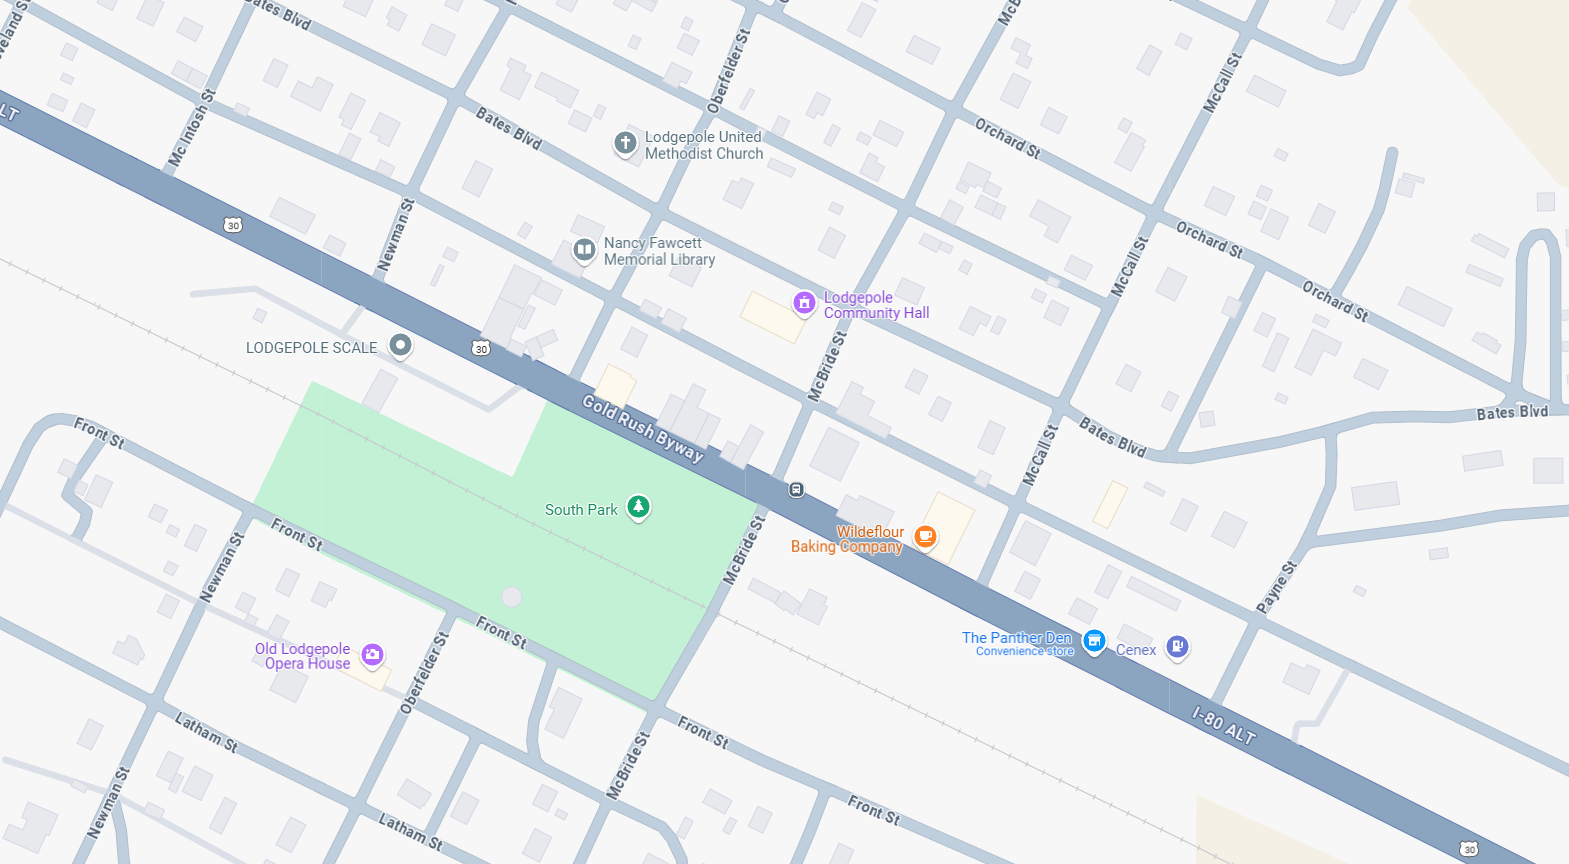 Bates Blvd
McCall St
Oberfelder St
ALT
Mc Intosh St
Bates Blvd
Lodgepole United
Methodist Church
Orchard St
30
Newman St
Nancy Fawcett
Memorial Library
McCall St
Orchard St
Orchard St
Lodgepole
Community Hall
LODGEPOLE SCALE
30
McBride St
Gold Rush Byway
Bates Blvd
Front St
McCall St
Bates Blvd
South Park
Wildeflour
Baking Company
Front St
Newman St
McBride St
Payne St
Front St
The Panther Den
Convenience store
Cenex
Old Lodgepole
Opera House
Oberfelder St
I-80 ALT
Latham St
Front St
McBride St
Newman St
Latham St
Front St
30